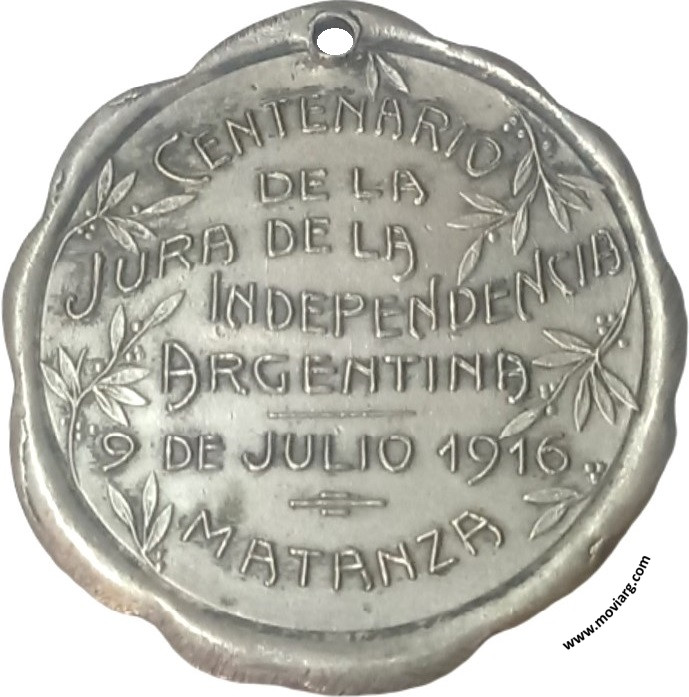 CENTENARIO
DE LA
JURA DE LA
INDEPENDENCIA
ARGENTINA
9 DE JULIO 1916
MATANZA
www.moviarg.com